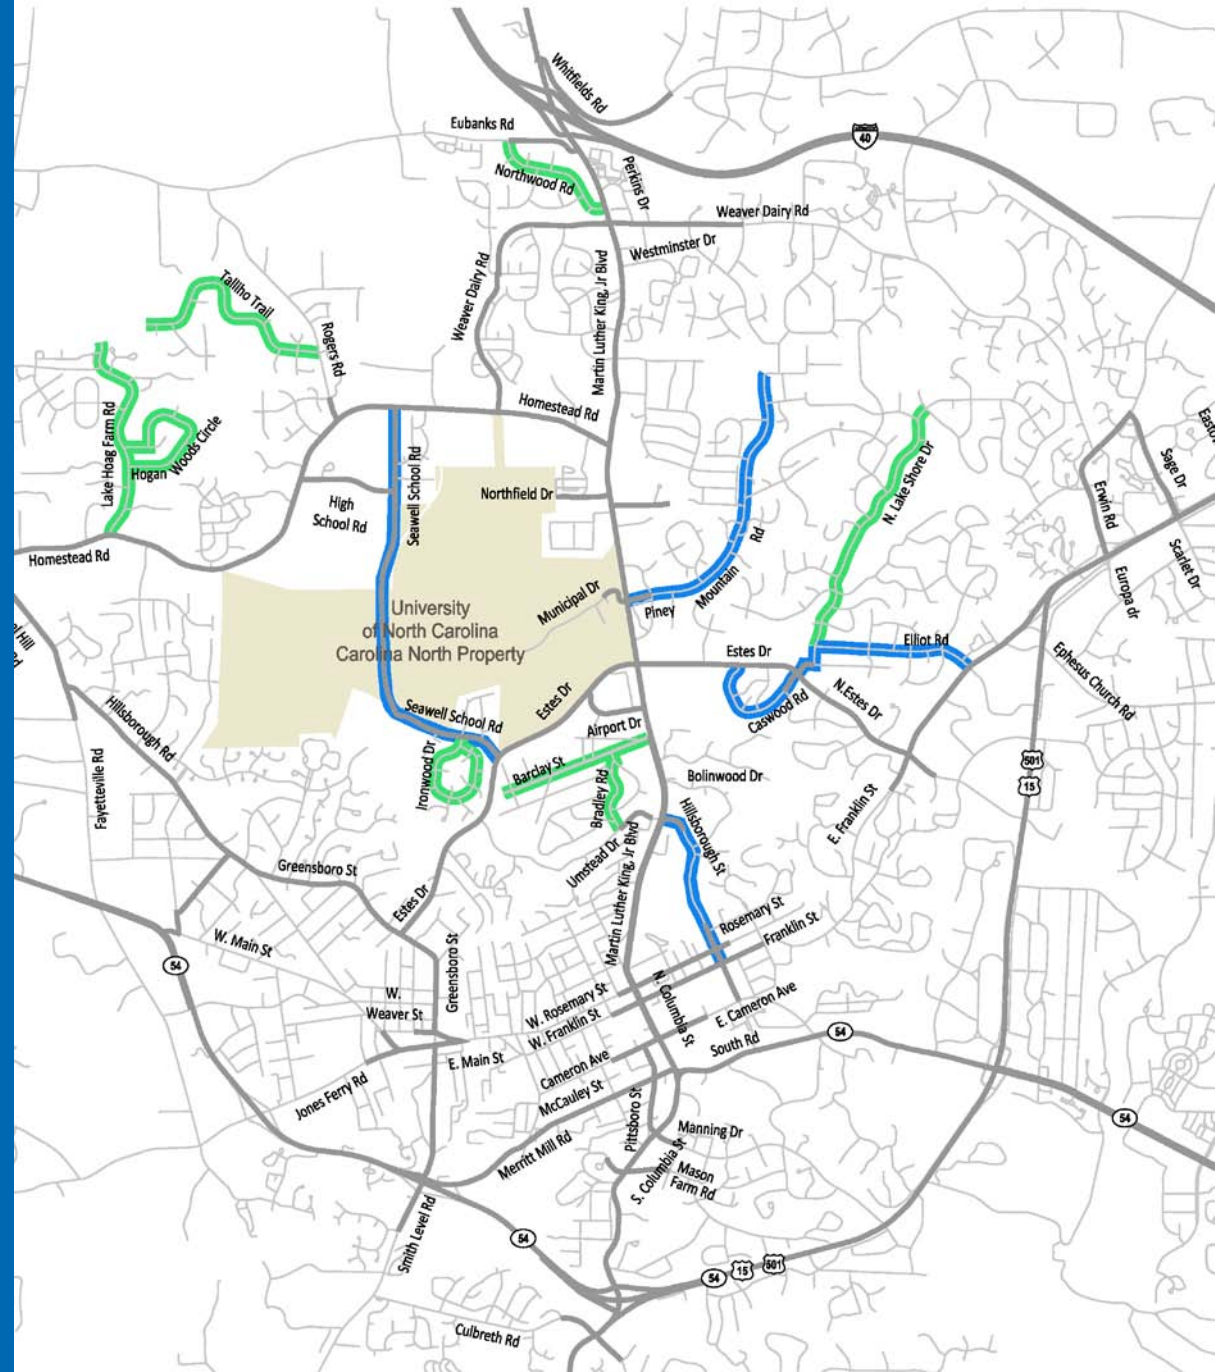 Whitfields Rd
Eubanks Rd
40
Northwood Rd
Perkins Dr
Weaver Dairy Rd
Westminster Dr
Weaver Dairy Rd
Martin Luther King, Jr Blvd
Talliho Trail
Rogers Rd
Homestead Rd
Lake Hoag Farm Rd
Hogan Woods Circle
Seawell School Rd
N. Lake Shore Dr
Sage Dr
Erwin Rd
High
School Rd
Northfield Dr
Homestead Rd
Scarlet Dr
Europa dr
Municipal Dr
Piney Mountain Rd
University
of North Carolina
Carolina North Property
Elliot Rd
Estes Dr
Ephesus Church Rd
Hillsborough Rd
Seawell School Rd
Estes Dr
N.Estes Dr
Caswood Rd
Airport Dr
Fayetteville Rd
Ironwood Dr
Barclay St
Bradley Rd
Bolinwood Dr
501
15
Hillsborough St
E. Franklin St
Umstead Dr
Martin Luther King, Jr Blvd
Greensboro St
Estes Dr
Rosemary St
Franklin St
W. Main St
54
Greensboro St
W.
Weaver St
W. Rosemary St
W. Franklin St
N. Columbia St
E. Cameron Ave
South Rd
54
E. Main St
Cameron Ave
McCauley St
Jones Ferry Rd
Pittsboro St
Manning Dr
54
Merritt Mill Rd
S. Columbia St
Mason
Farm Rd
Smith Level Rd
54
54
15
501
Culbreth Rd